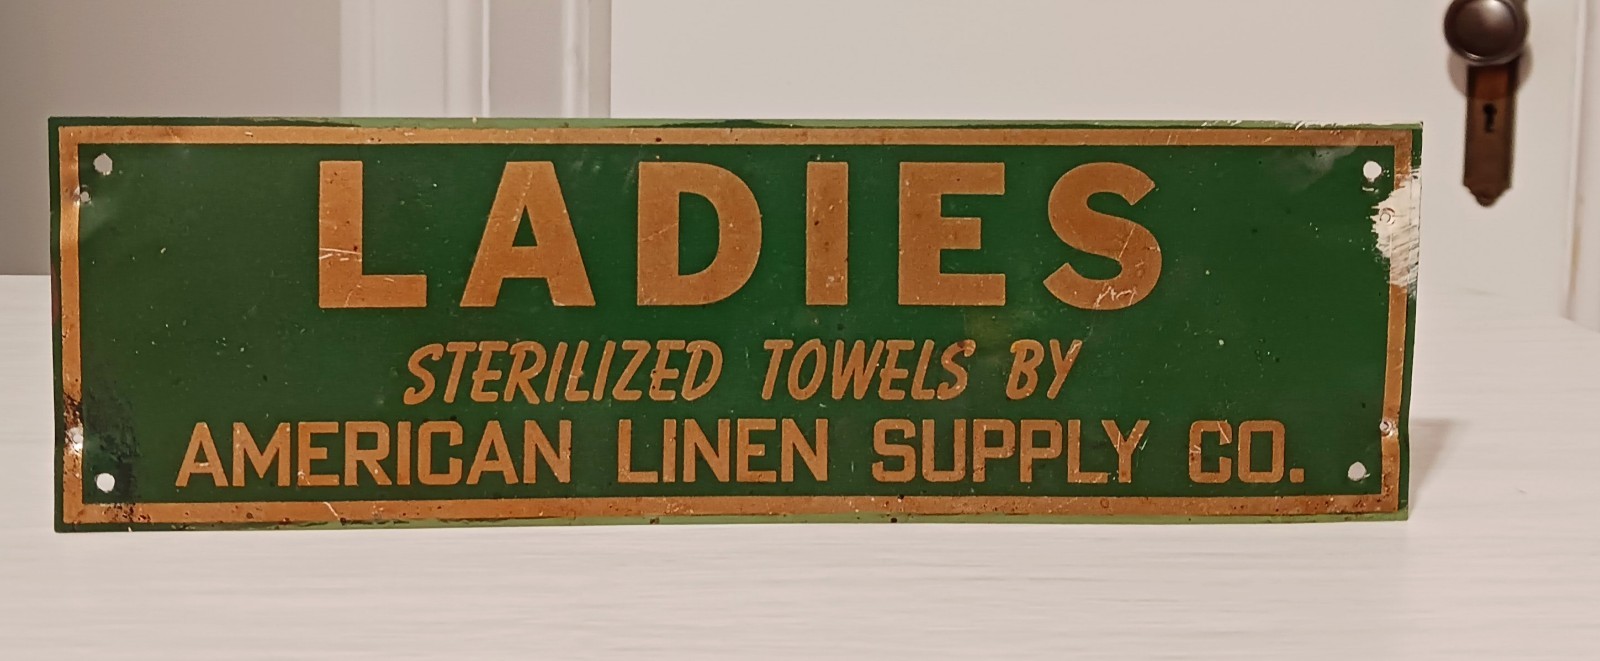 LADIES
STERILIZED TOWELS BY
AMERICAN LINEN SUPPLY CO.